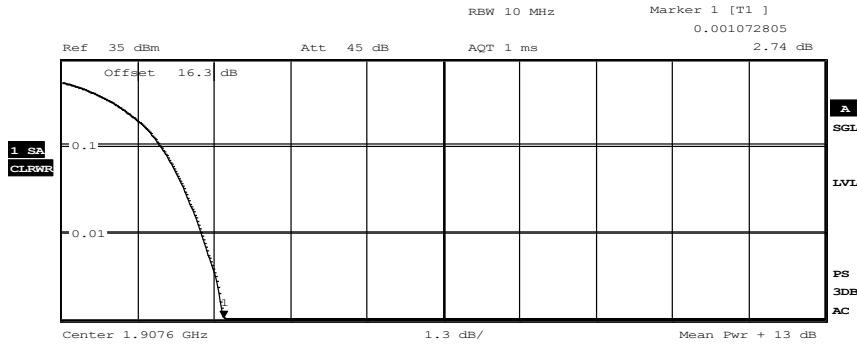 RBW 10 MHz Marker 1 [T1 ]
0.001072805
Ref 35 dBm Att 45 dB AQT 1 ms 2.74 dB
Offset 16.3 dB
A
SGL
0.1
1 SA
CLRWR
LVL
0.01
PS
3DB
1
AC
Center 1.9076 GHz 1.3 dB/ Mean Pwr + 13 dB